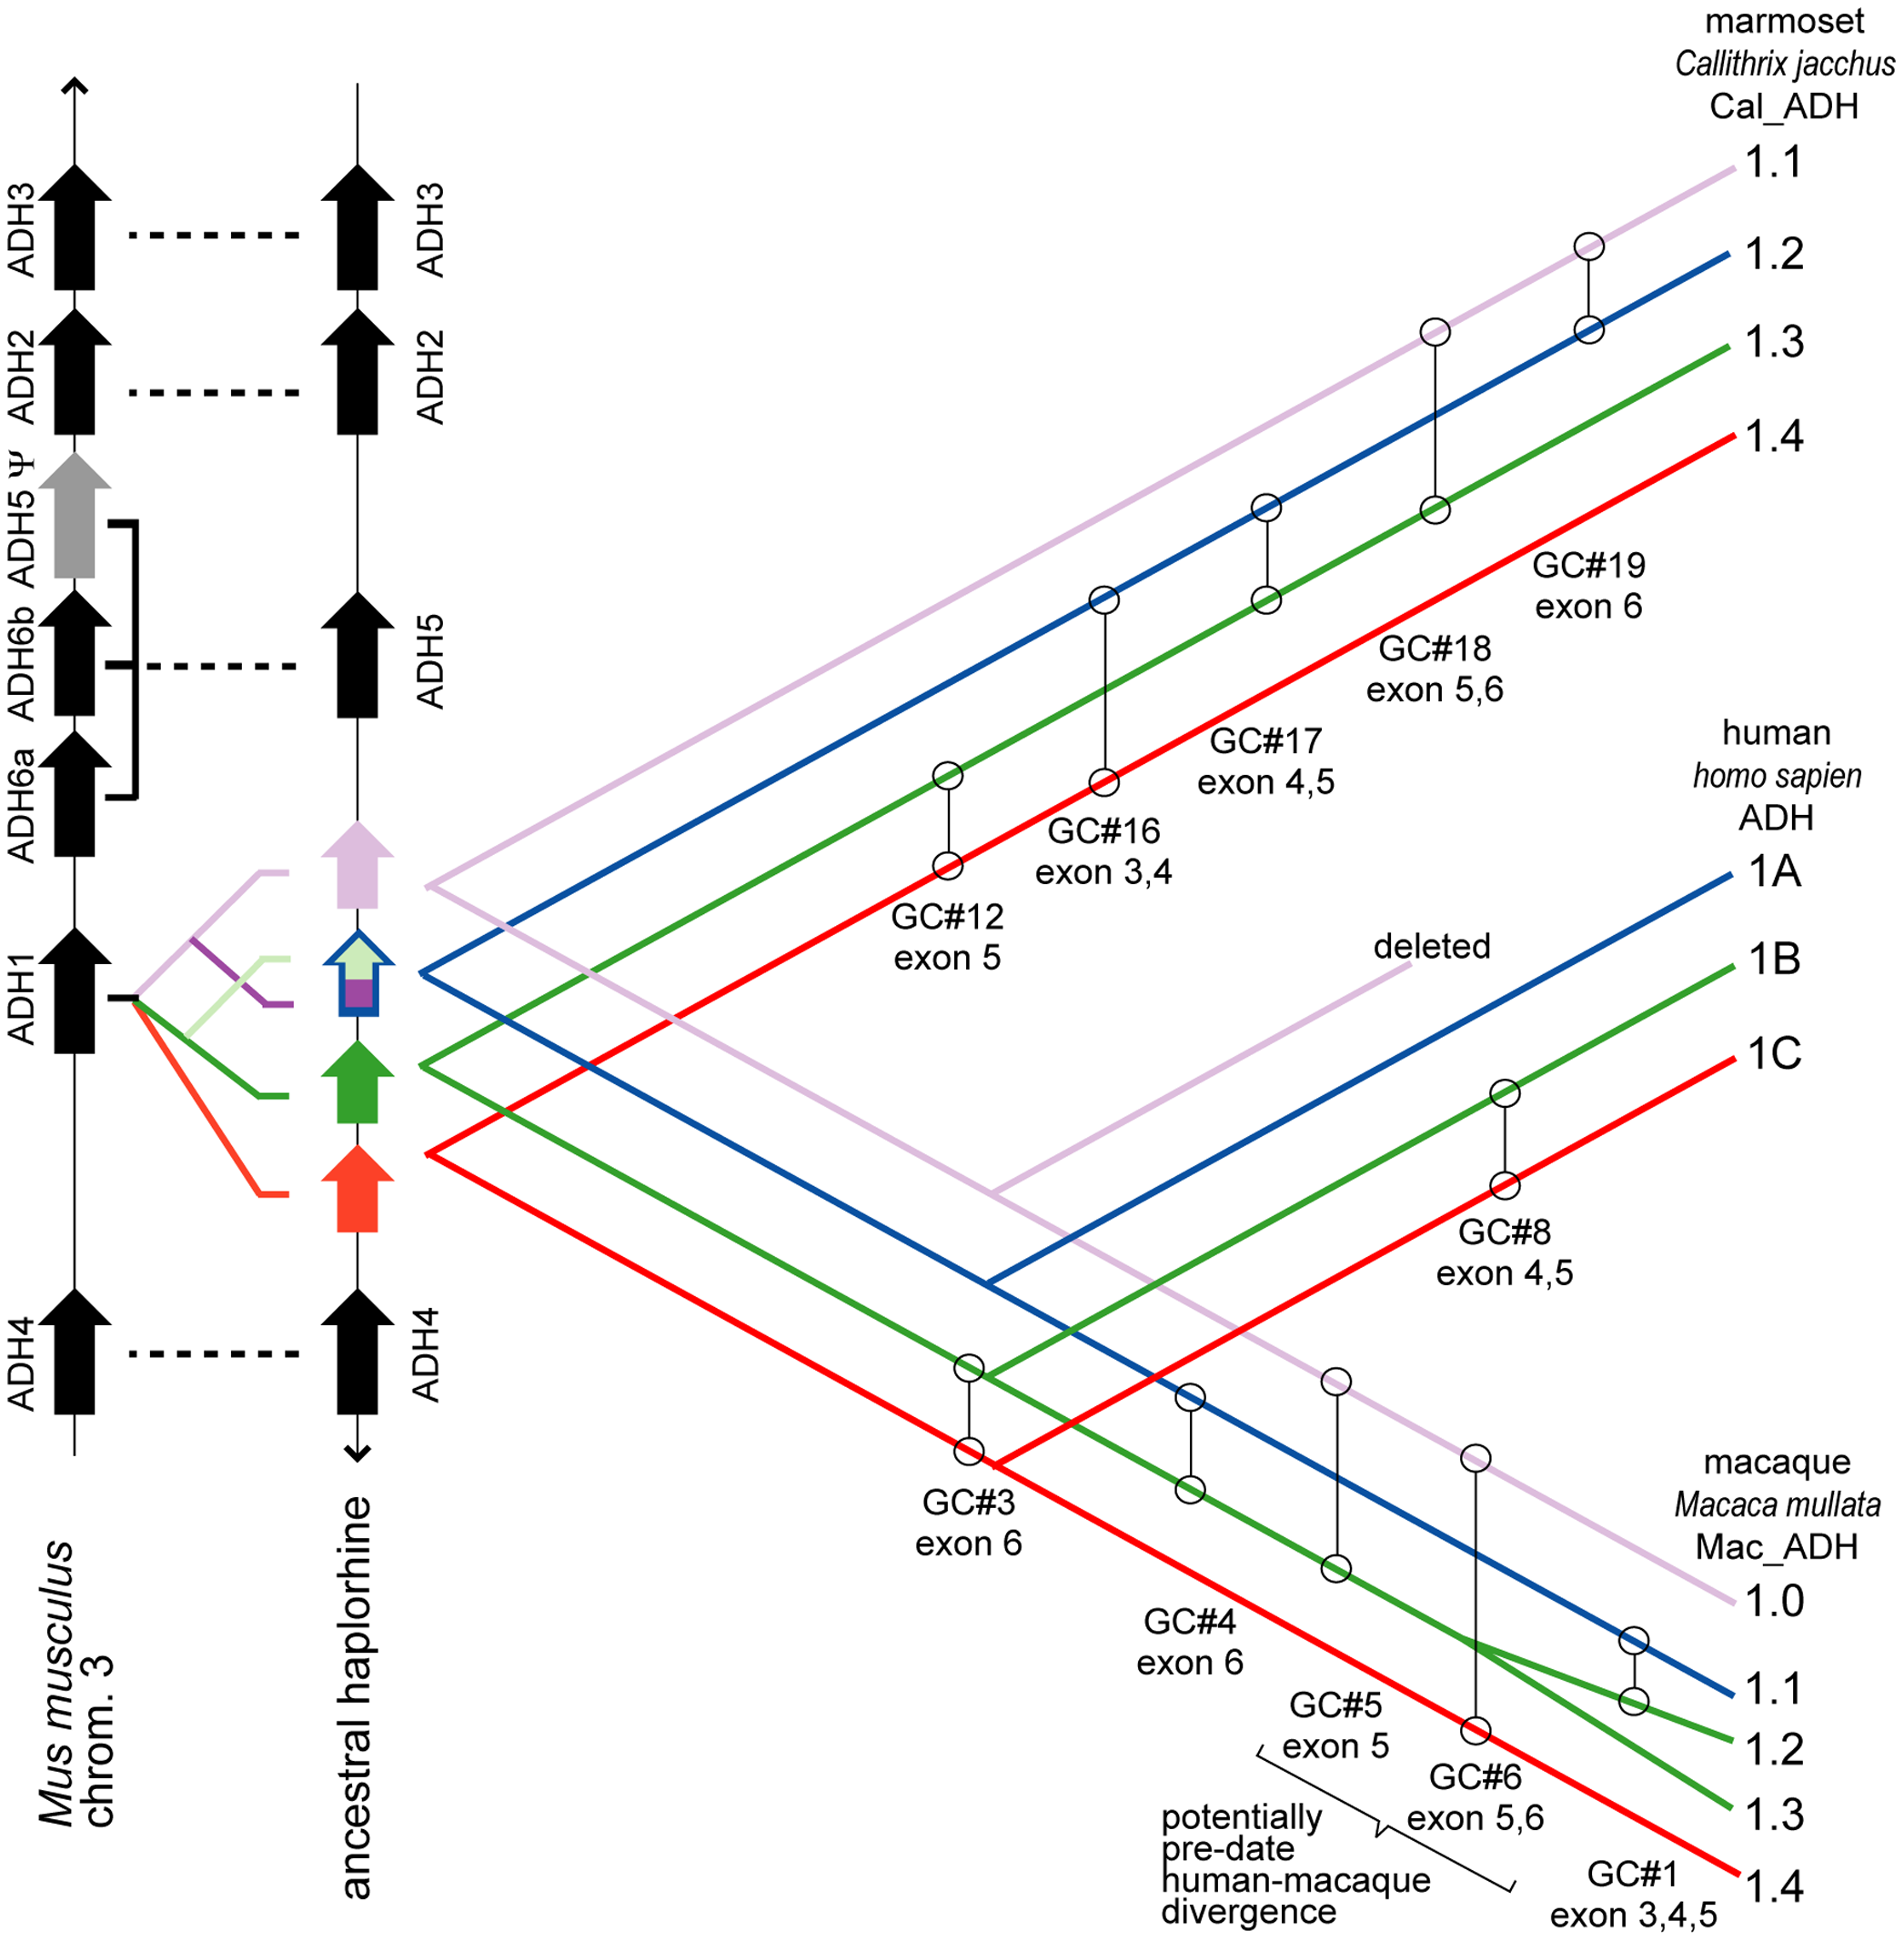 marmoset
Callithrix jacchus
Cal_ADH
1.1
1.2
1.3
1.4
ADH3
ADH2
ADH5 Ψ
ADH6b
ADH6a
ADH1
ADH4
Mus musculus
chrom. 3
ADH3
ADH2
ADH5
ADH4
ancestral haplorhine
GC#19
exon 6
GC#18
exon 5,6
GC#17
exon 4,5
GC#16
exon 3,4
GC#12
exon 5
human
homo sapien
ADH
1A
1B
1C
deleted
GC#8
exon 4,5
GC#3
exon 6
GC#4
exon 6
GC#5
exon 5
GC#6
exon 5,6
GC#1
exon 3,4,5
potentially
pre-date
human-macaque
divergence
macaque
Macaca mullata
Mac_ADH
1.0
1.1
1.2
1.3
1.4